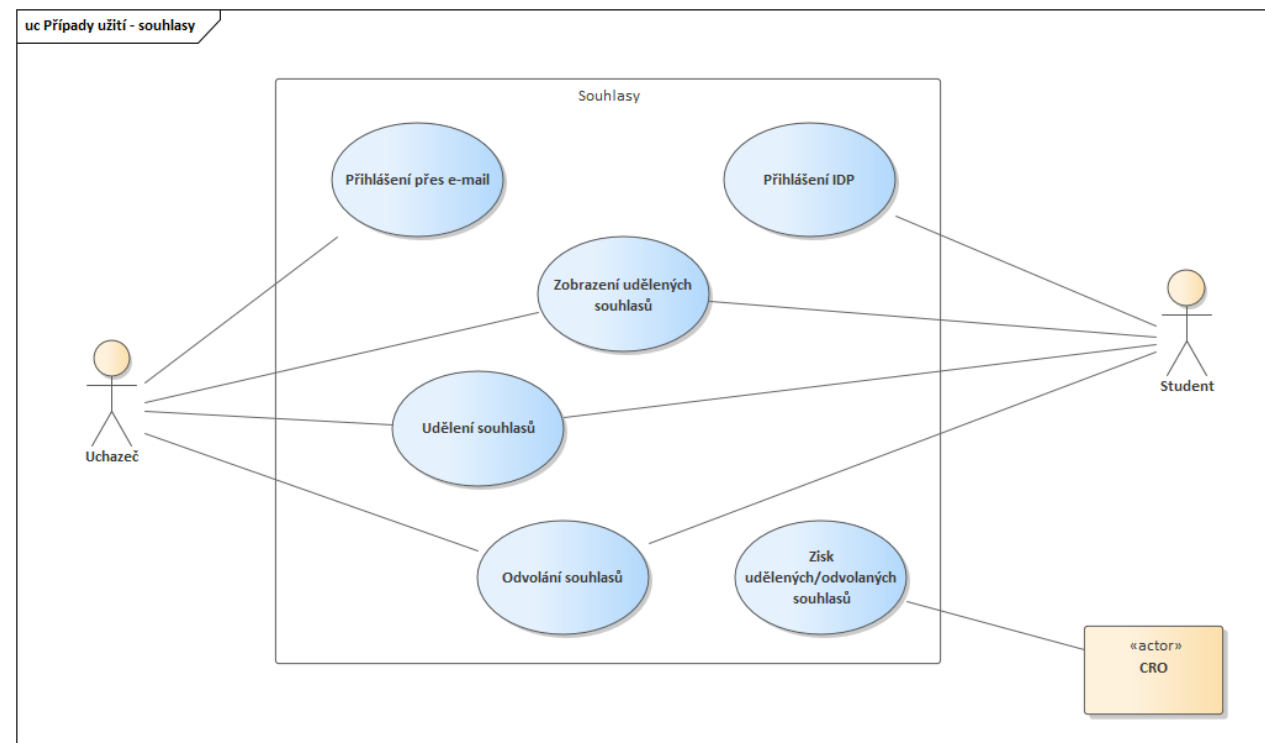 uc Případy užití - souhlasy
Souhlasy
Přihlášení přes e-mail
Přihlášení IDP
Zobrazení udělených
souhlasů
Student
Udělení souhlasů
Uchazeč
Odvolání souhlasů
Zisk
udělených/odvolaných
souhlasů
«actor»
CRO